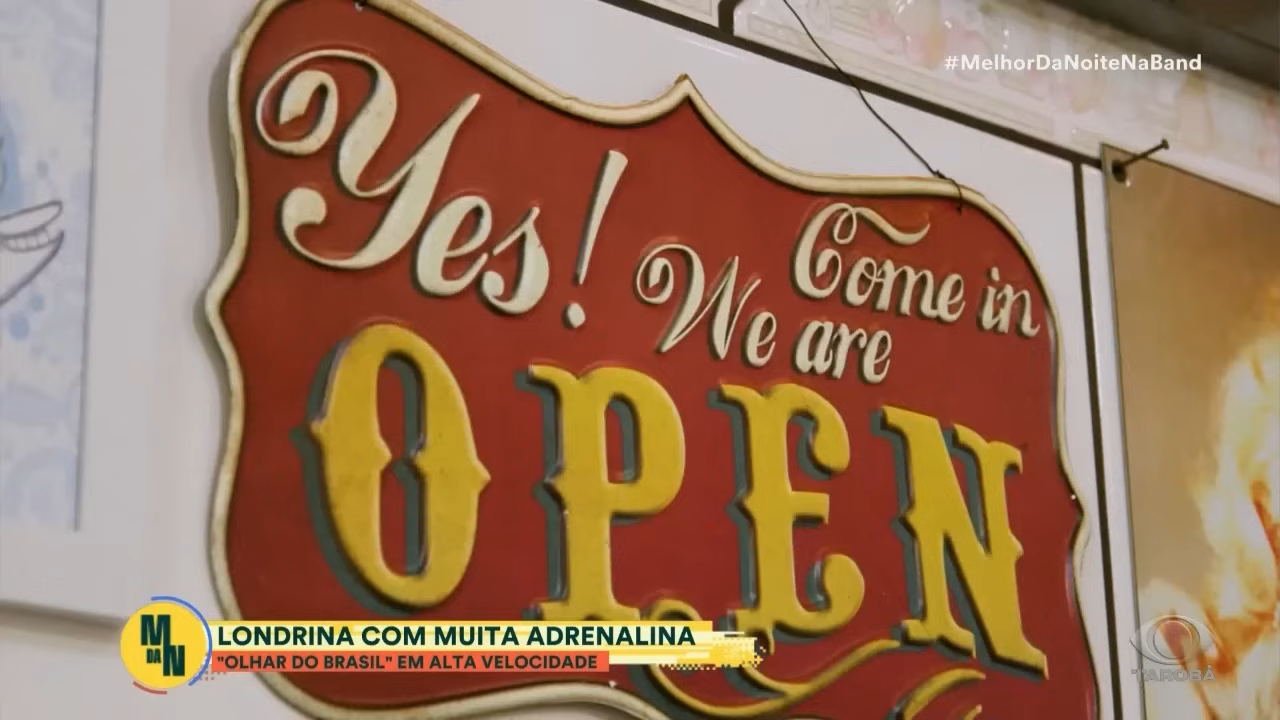 #MelhorDaNoiteNaBand
Yes!
Come in
We are
OPEN
M
DA
N
LONDRINA COM MUITA ADRENALINA
"OLHAR DO BRASIL" EM ALTA VELOCIDADE
TAROBÁ